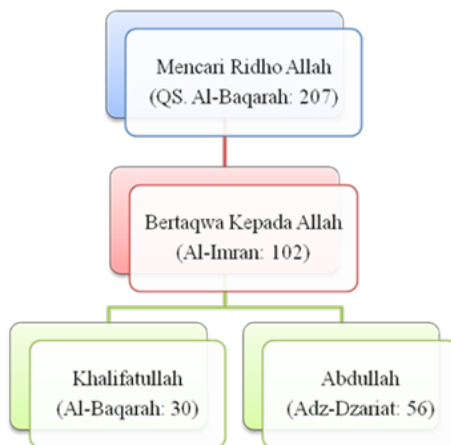 Mencari Ridho Allah
(QS. Al-Baqarah: 207)
Bertaqwa Kepada Allah
(Al-Imran: 102)
Khalifatullah
(Al-Baqarah: 30)
Abdullah
(Adz-Dzariat: 56)